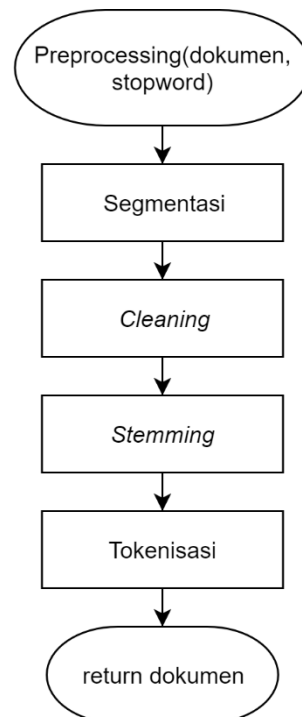 Preprocessing(dokumen,
stopword)
Segmentasi
Cleaning
Stemming
Tokenisasi
return dokumen